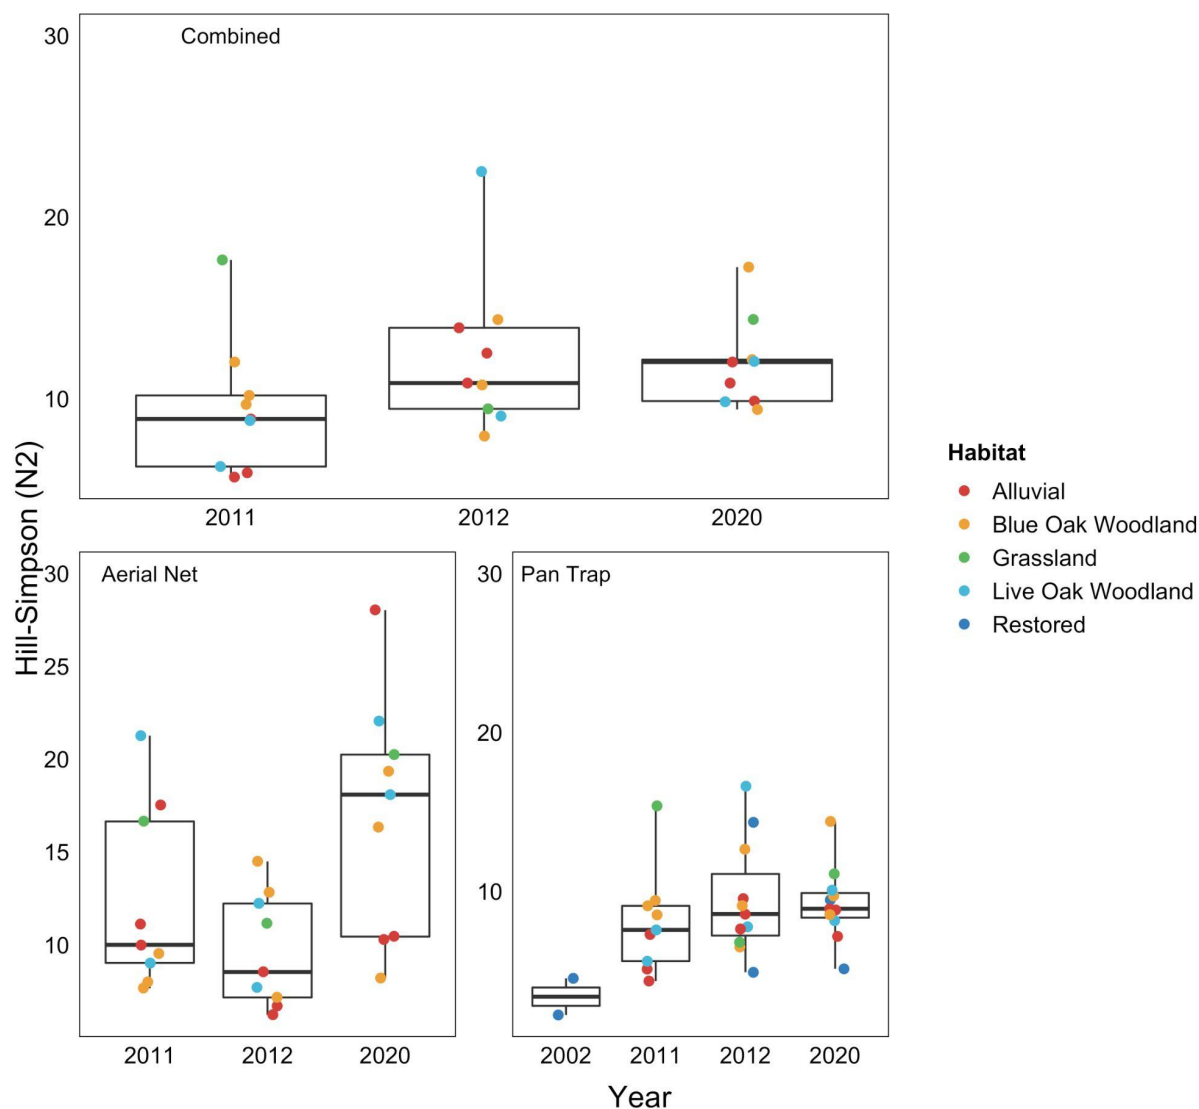 Combined
30
20
10
2011 2012 2020
Hill-Simpson (N2)
Aerial Net
30
25
20
15
10
2011 2012 2020
Pan Trap
30
20
10
2002 2011 2012 2020
Year
Habitat
Alluvial
Blue Oak Woodland
Grassland
Live Oak Woodland
Restored